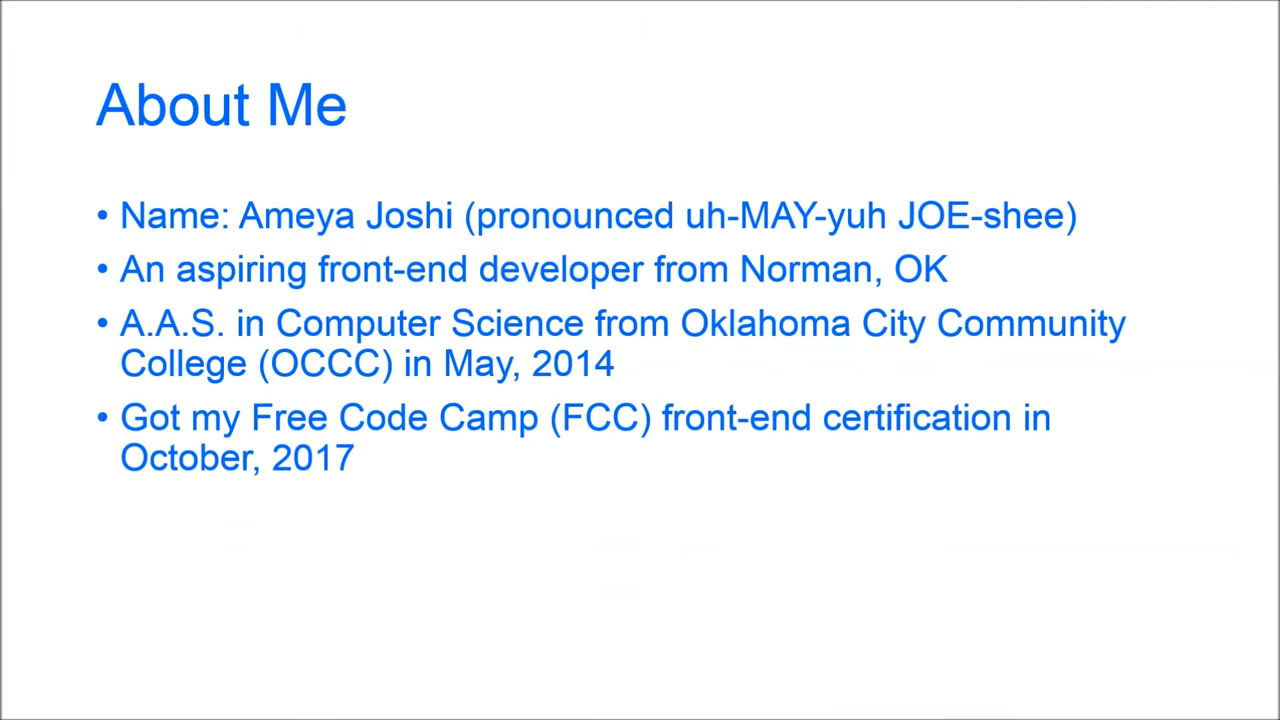 About Me
• Name: Ameya Joshi (pronounced uh-MAY-yuh JOE-shee)
• An aspiring front-end developer from Norman, OK
• A.A.S. in Computer Science from Oklahoma City Community
College (OCCC) in May, 2014
• Got my Free Code Camp (FCC) front-end certification in
October, 2017